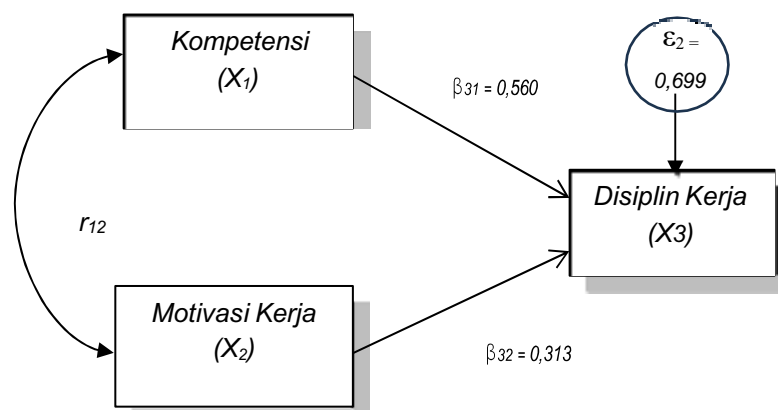 Kompetensi
(X₁)
ε₂ =
0,699
β₃₁ = 0,560
Disiplin Kerja
(X3)
r₁₂
Motivasi Kerja
(X₂)
β₃₂ = 0,313